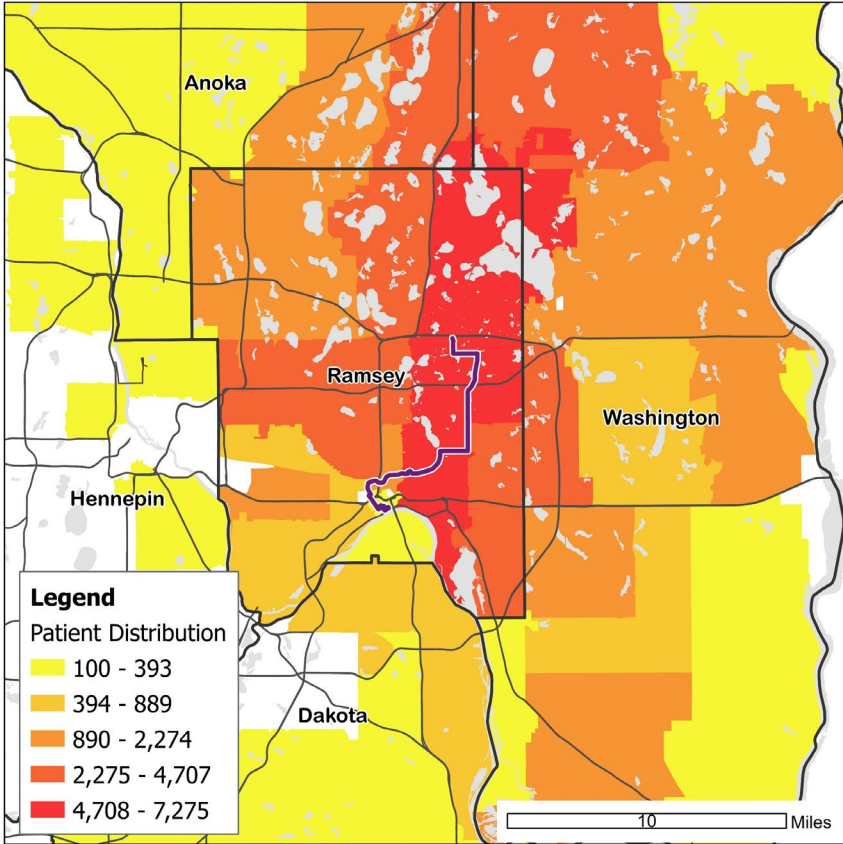 Anoka
Ramsey
Washington
Hennepin
Dakota
Legend
Patient Distribution
100 - 393
394 - 889
890 - 2,274
2,275 - 4,707
4,708 - 7,275
10
Miles